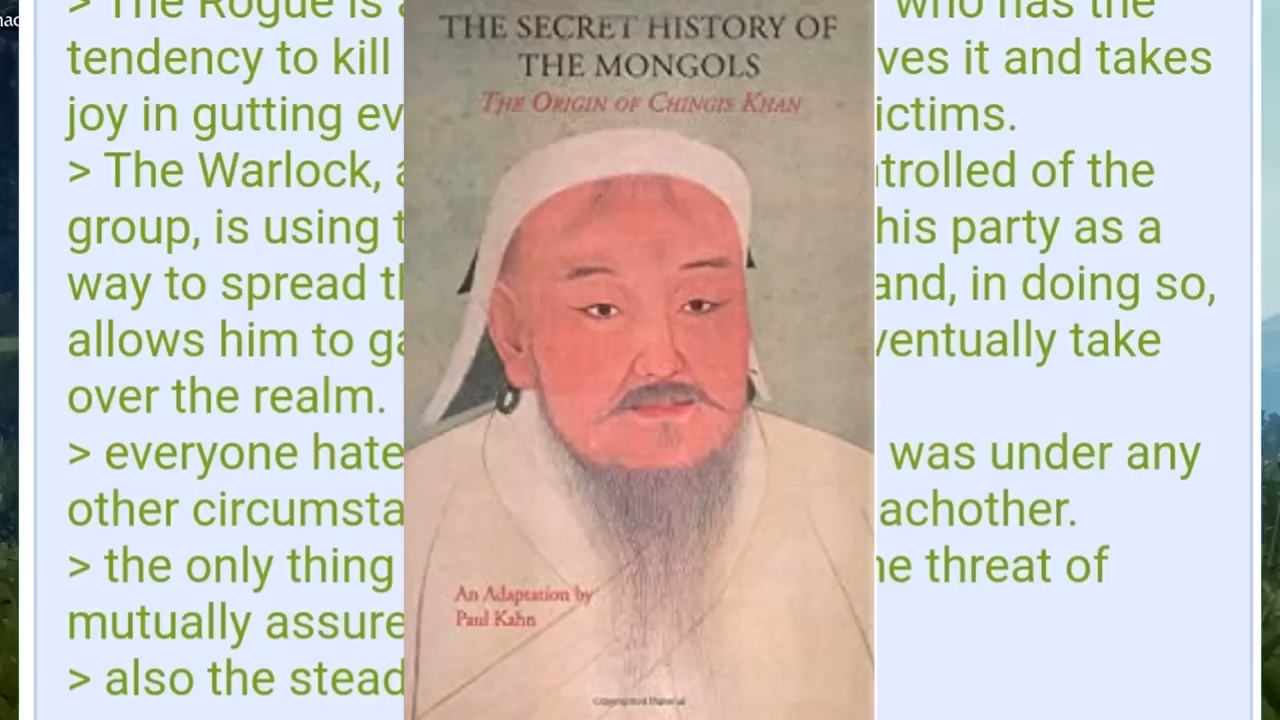 > The Rogue is
who has the
tendency to kill
ves it and takes
joy in gutting ev
ictims.
> The Warlock,
ntrolled of the
group, is using
his party as a
way to spread
and, in doing so,
allows him to ga
ventually take
over the realm.
> everyone hate
was under any
other circumsta
achother.
> the only thing
he threat of
mutually assure
> also the stead
THE SECRET HISTORY OF
THE MONGOLS
THE ORIGIN OF CHINGIS KHAN
An Adaptation by
Paul Kahn
Copyrighted Material